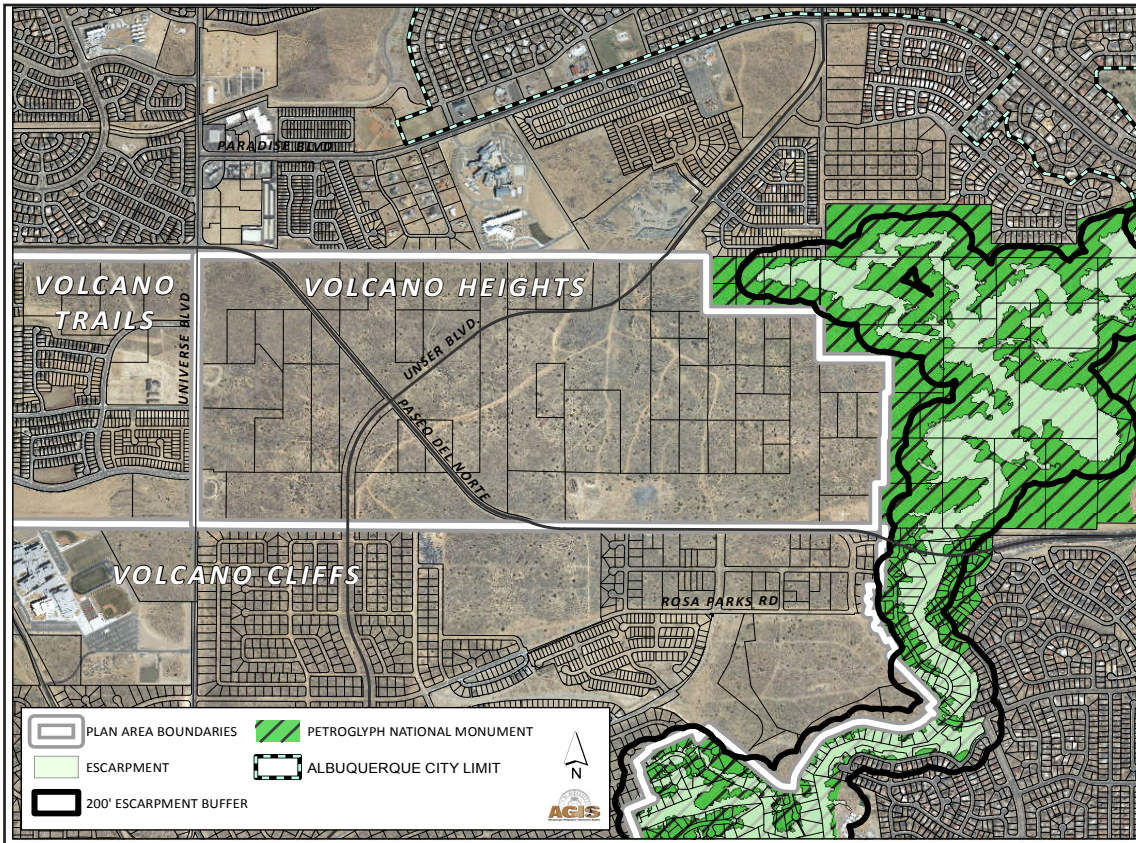 PARADISE BLVD
VOLCANO
TRAILS
UNIVERSE BLVD
VOLCANO HEIGHTS
UNSER BLVD
PASEO DEL NORTE
VOLCANO CLIFFS
ROSA PARKS RD
PLAN AREA BOUNDARIES
PETROGLYPH NATIONAL MONUMENT
ESCARPMENT
ALBUQUERQUE CITY LIMIT
200' ESCARPMENT BUFFER
N
AGIS